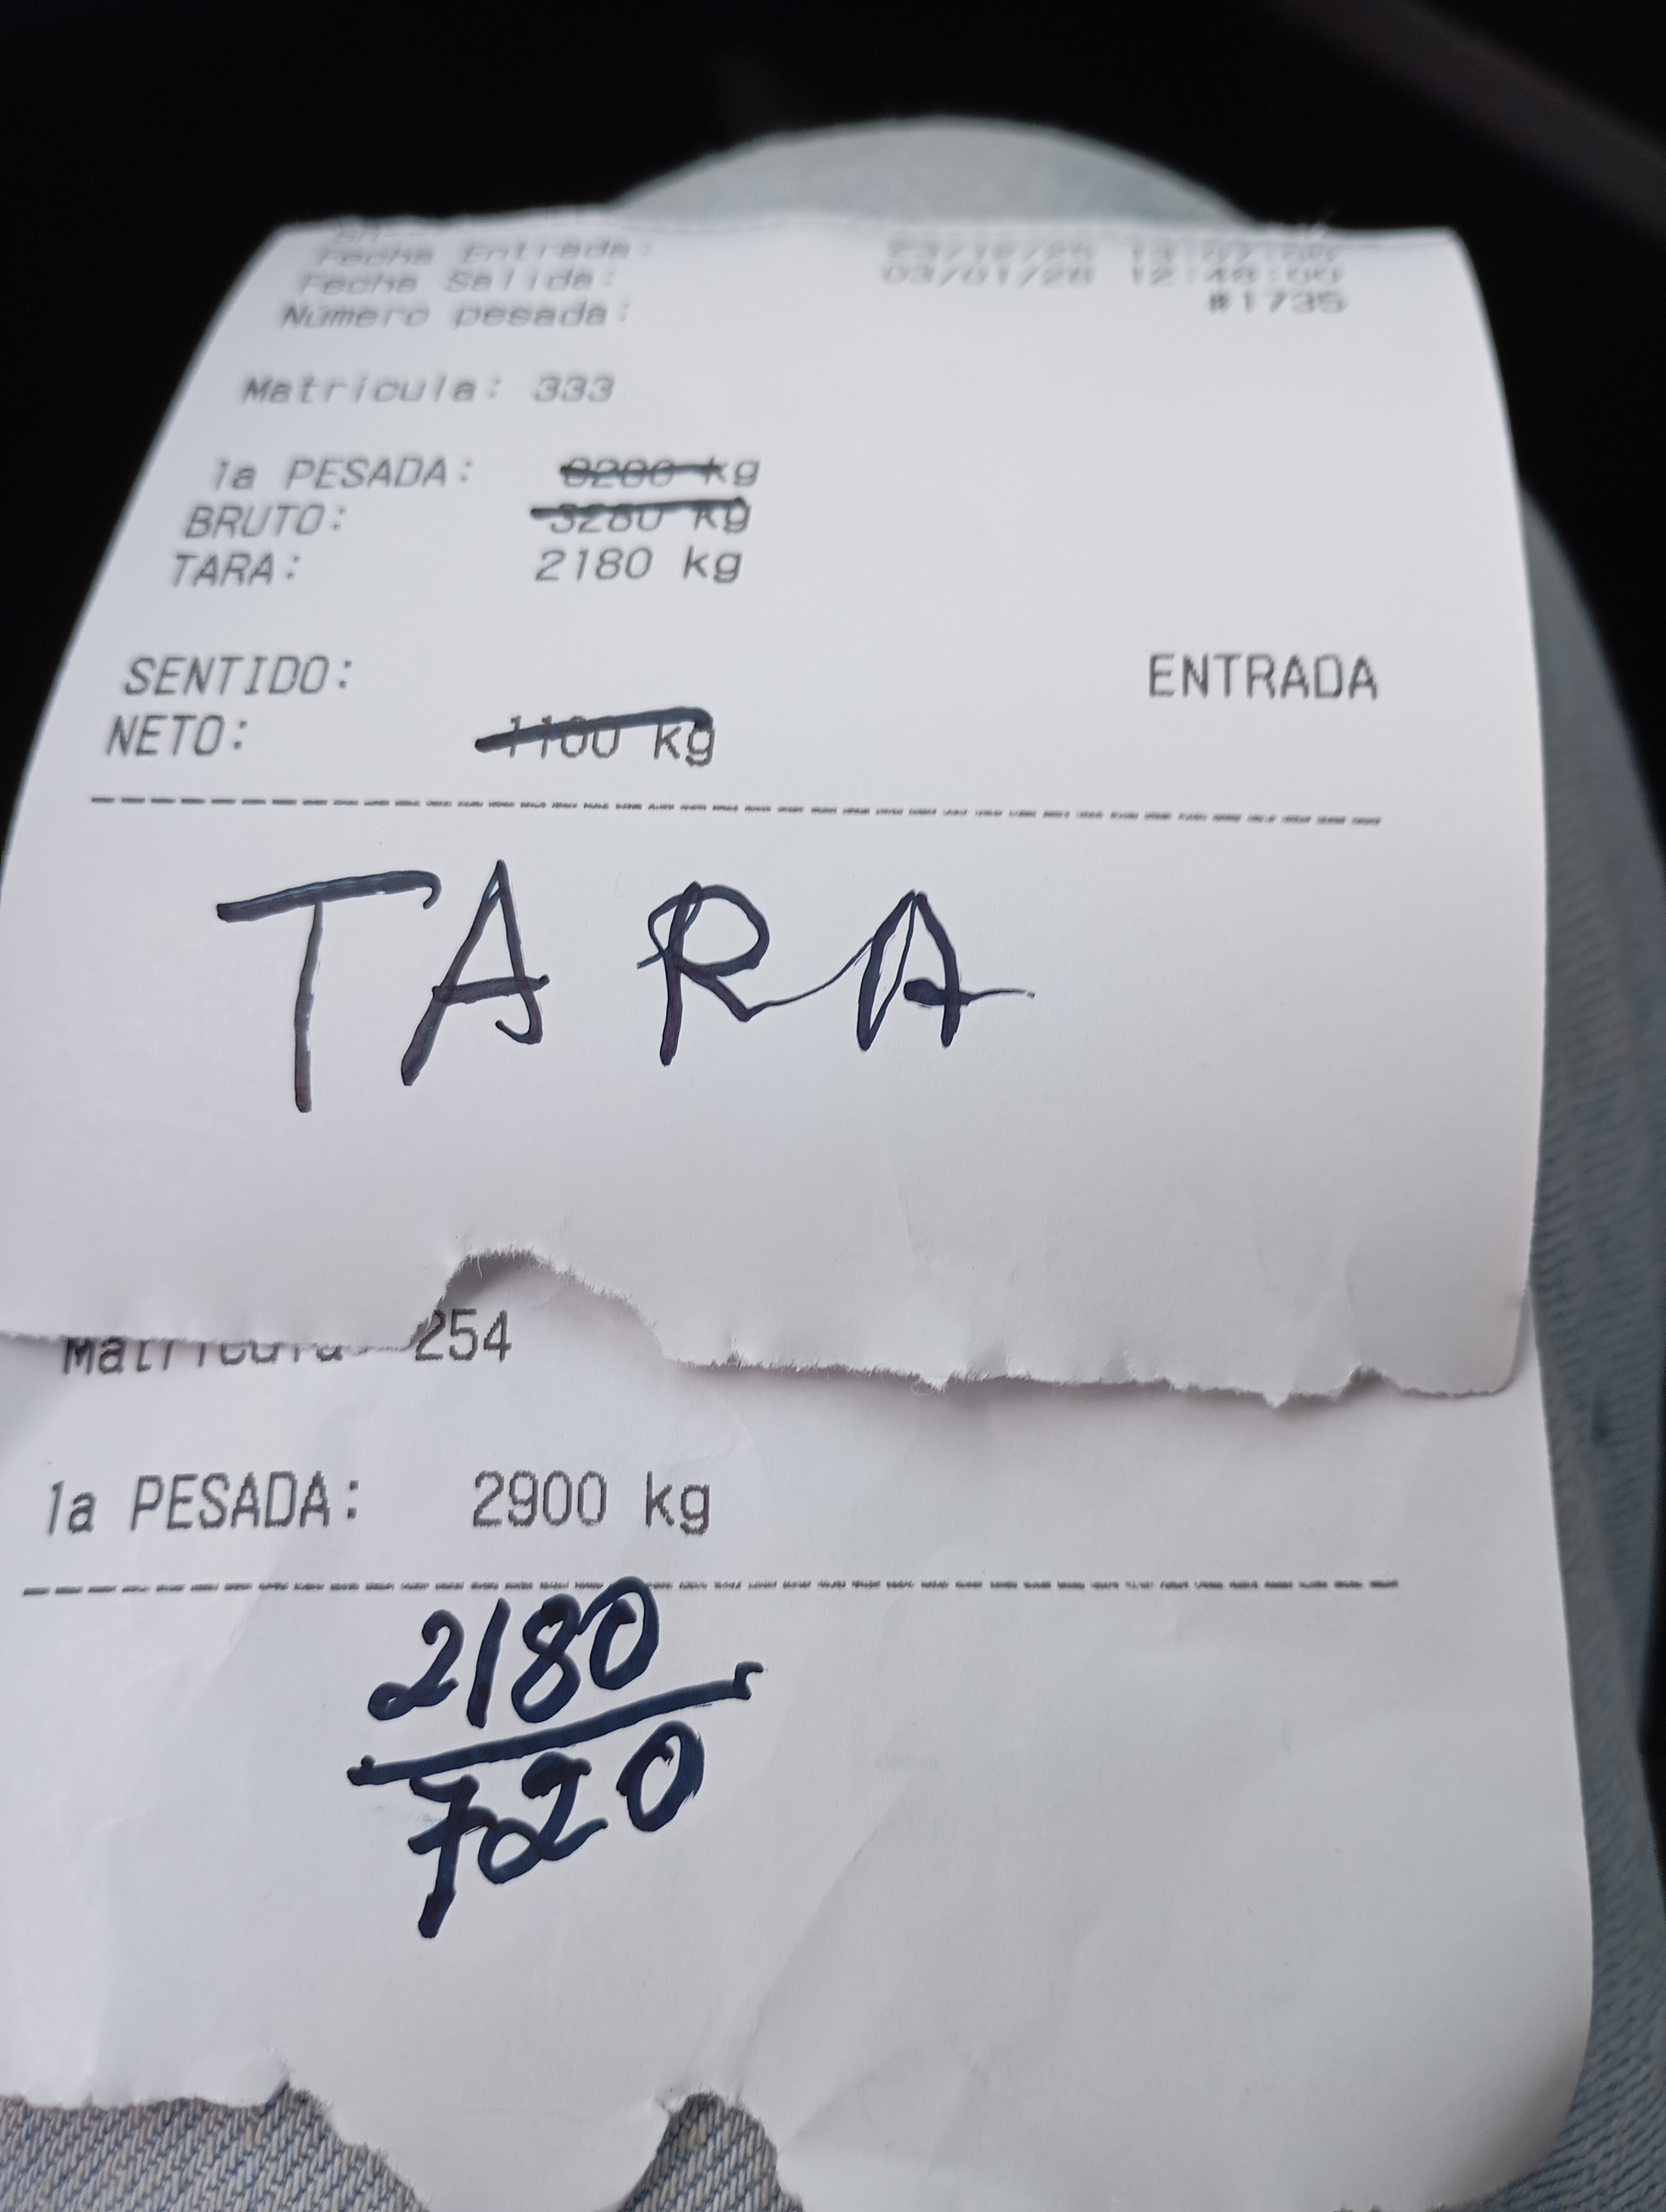 Fecha Entrada:
Fecha Salida: 03/01/26 12:48:00
Número pesada: #1735
Matricula: 333
1a PESADA: 3280 kg
BRUTO: 3280 kg
TARA: 2180 kg
SENTIDO: ENTRADA
NETO: 1100 kg
TARA
Matricula: 254
1a PESADA: 2900 kg
2180
720